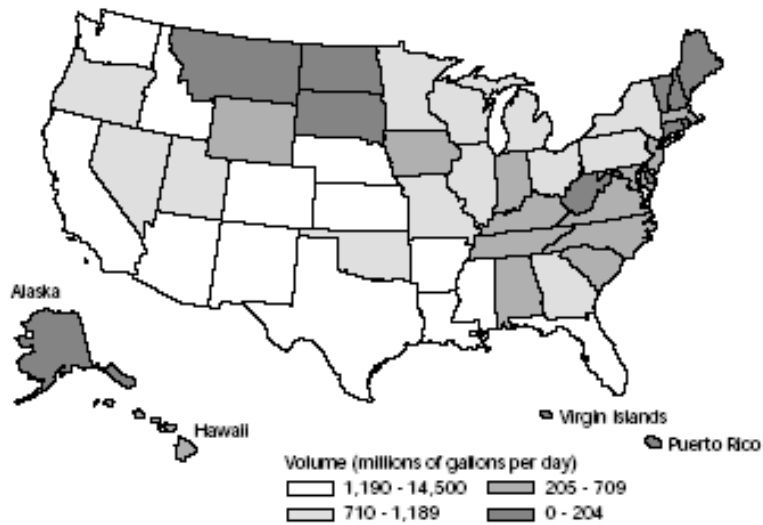 Alaska
Hawaii
Virgin Islands
Puerto Rico
Volume (millions of gallons per day)
1,190 - 14,500
205 - 709
710 - 1,189
0 - 204